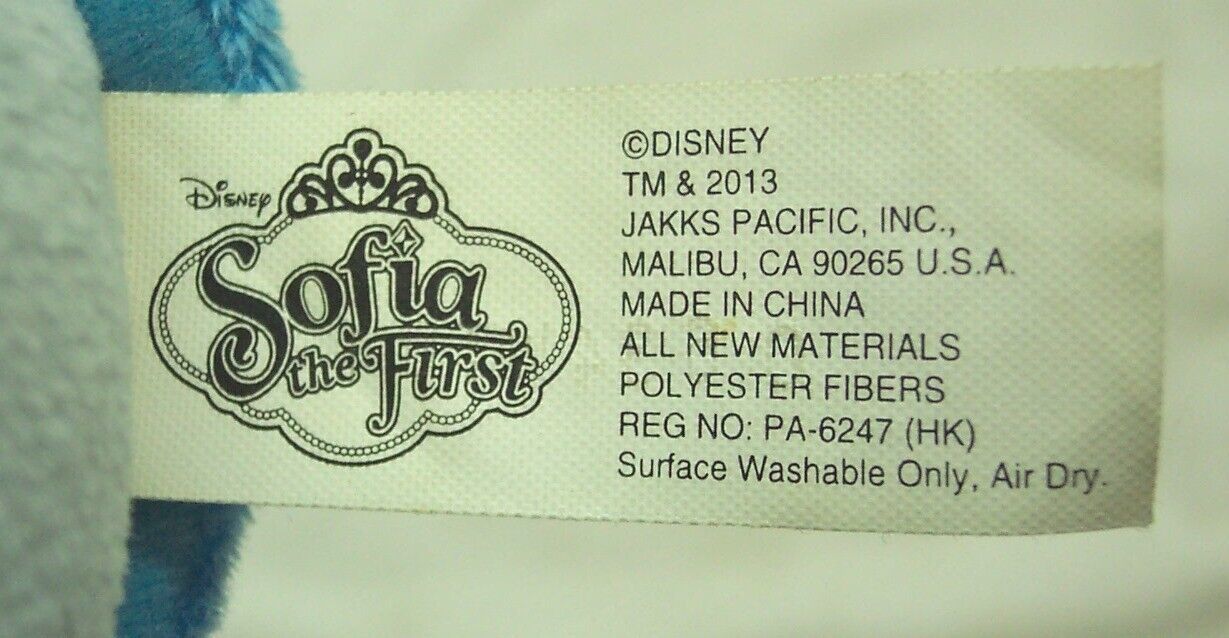 Disney
Sofia
the First
©DISNEY
TM & 2013
JAKKS PACIFIC, INC.,
MALIBU, CA 90265 U.S.A.
MADE IN CHINA
ALL NEW MATERIALS
POLYESTER FIBERS
REG NO: PA-6247 (HK)
Surface Washable Only, Air Dry.